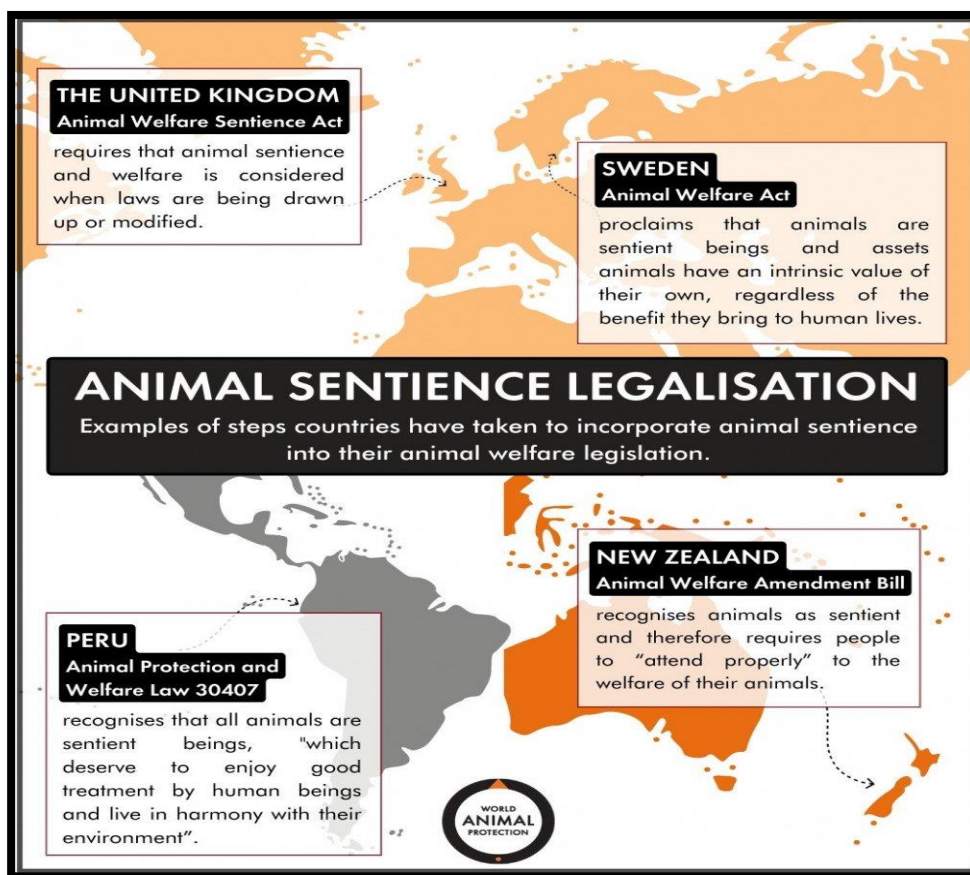 THE UNITED KINGDOM
Animal Welfare Sentience Act
requires that animal sentience
and welfare is considered
when laws are being drawn
up or modified.
SWEDEN
Animal Welfare Act
proclaims that animals are
sentient beings and assets
animals have an intrinsic value of
their own, regardless of the
benefit they bring to human lives.
ANIMAL SENTIENCE LEGALISATION
Examples of steps countries have taken to incorporate animal sentience
into their animal welfare legislation.
PERU
Animal Protection and
Welfare Law 30407
recognises that all animals are
sentient beings, "which
deserve to enjoy good
treatment by human beings
and live in harmony with their
environment”.
NEW ZEALAND
Animal Welfare Amendment Bill
recognises animals as sentient
and therefore requires people
to “attend properly” to the
welfare of their animals.
WORLD
ANIMAL
PROTECTION